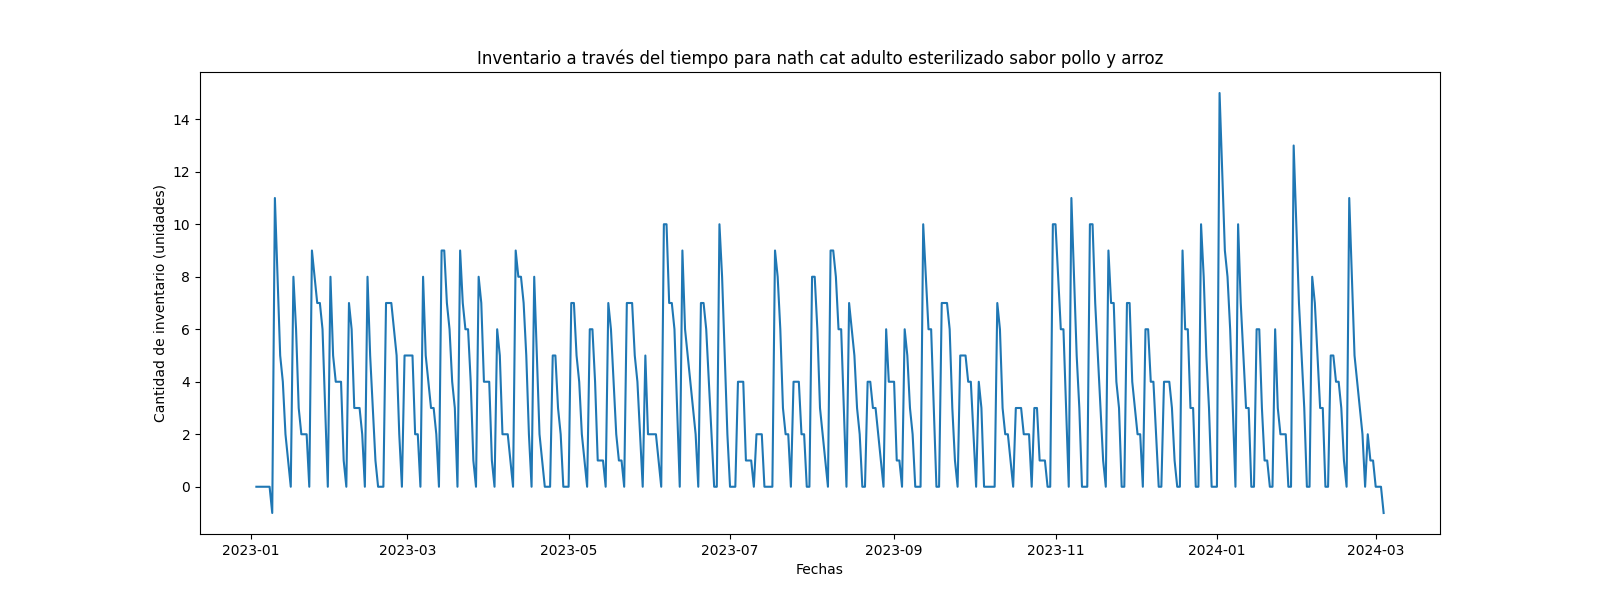 Inventario a través del tiempo para nath cat adulto esterilizado sabor pollo y arroz
Cantidad de inventario (unidades)
14
12
10
8
6
4
2
0
2023-01 2023-03 2023-05 2023-07 2023-09 2023-11 2024-01 2024-03
Fechas